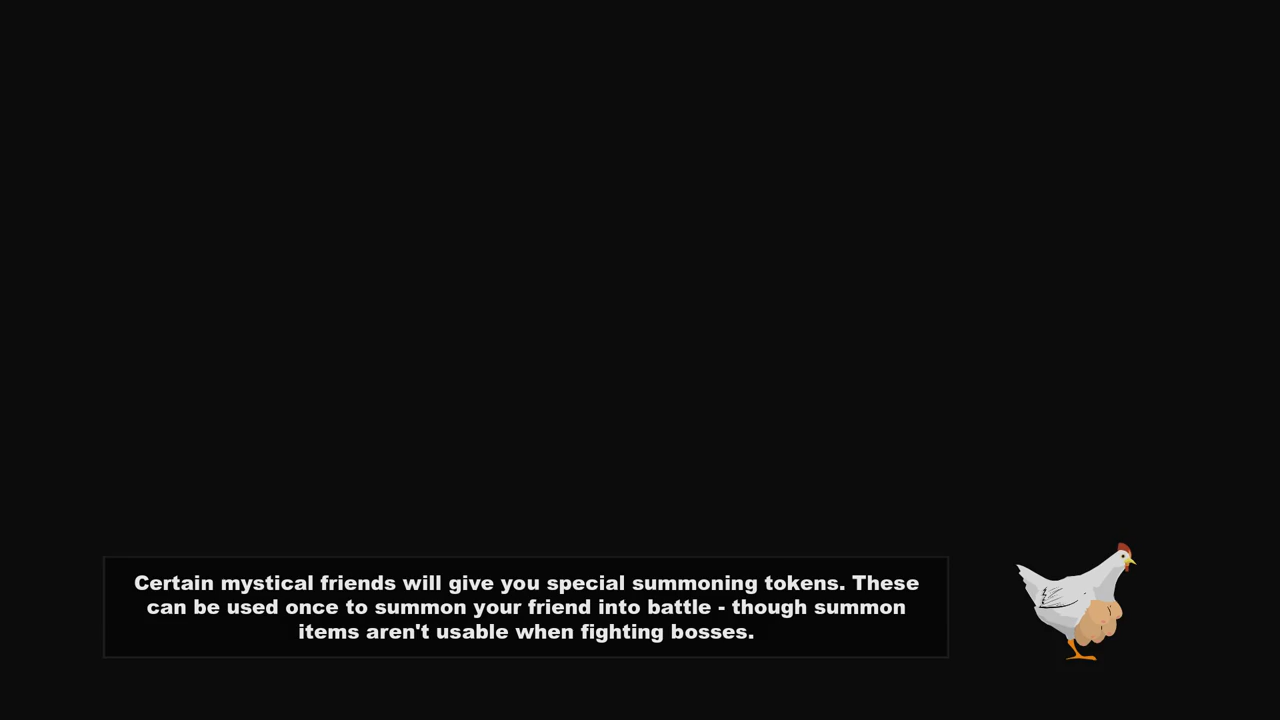 Certain mystical friends will give you special summoning tokens. These
can be used once to summon your friend into battle - though summon
items aren't usable when fighting bosses.